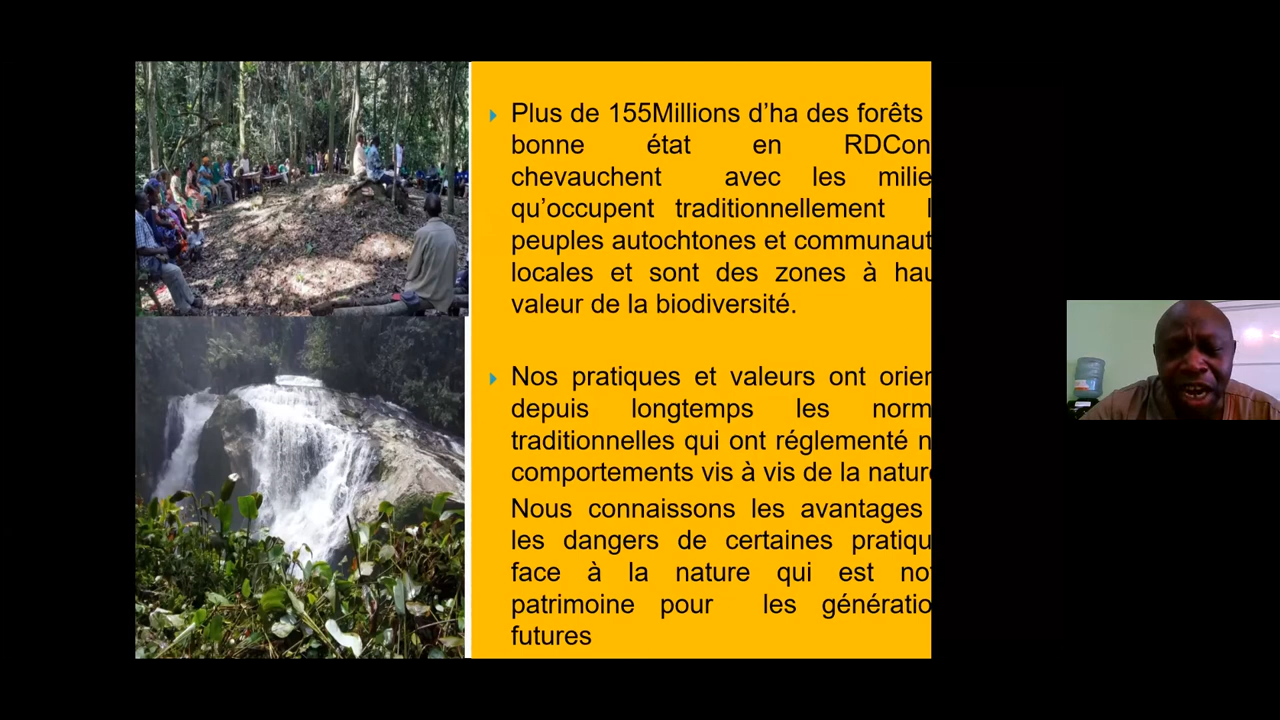 Plus de 155Millions d’ha des forêts
bonne état en RDCon
chevauchent avec les milie
qu’occupent traditionnellement l
peuples autochtones et communaut
locales et sont des zones à hau
valeur de la biodiversité.
Nos pratiques et valeurs ont orien
depuis longtemps les norm
traditionnelles qui ont réglementé n
comportements vis à vis de la nature
Nous connaissons les avantages
les dangers de certaines pratiqu
face à la nature qui est not
patrimoine pour les génératio
futures